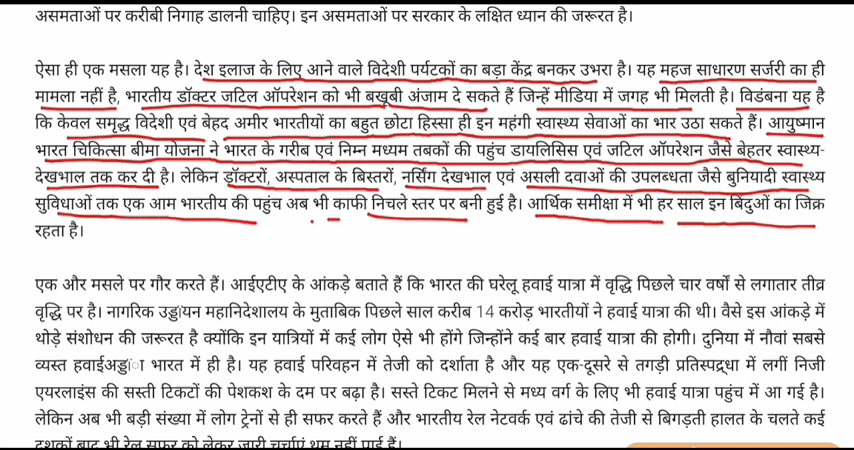 असमताओं पर करीबी निगाह डालनी चाहिए। इन असमताओं पर सरकार के लक्षित ध्यान की जरूरत है।
ऐसा ही एक मसला यह है। देश इलाज के लिए आने वाले विदेशी पर्यटकों का बड़ा केंद्र बनकर उभरा है। यह महज साधारण सर्जरी का ही
मामला नहीं है, भारतीय डॉक्टर जटिल ऑपरेशन को भी बखूबी अंजाम दे सकते हैं जिन्हें मीडिया में जगह भी मिलती है। विडंबना यह है
कि केवल समृद्ध विदेशी एवं बेहद अमीर भारतीयों का बहुत छोटा हिस्सा ही इन महंगी स्वास्थ्य सेवाओं का भार उठा सकते हैं। आयुष्मान
भारत चिकित्सा बीमा योजना ने भारत के गरीब एवं निम्न मध्यम तबकों की पहुंच डायलिसिस एवं जटिल ऑपरेशन जैसे बेहतर स्वास्थ्य-
देखभाल तक कर दी है। लेकिन डॉक्टरों, अस्पताल के बिस्तरों, नर्सिंग देखभाल एवं असली दवाओं की उपलब्धता जैसे बुनियादी स्वास्थ्य
सुविधाओं तक एक आम भारतीय की पहुंच अब भी काफी निचले स्तर पर बनी हुई है। आर्थिक समीक्षा में भी हर साल इन बिंदुओं का जिक्र
रहता है।
एक और मसले पर गौर करते हैं। आईएटीए के आंकड़े बताते हैं कि भारत की घरेलू हवाई यात्रा में वृद्धि पिछले चार वर्षों से लगातार तीव्र
वृद्धि पर है। नागरिक उड्डïयन महानिदेशालय के मुताबिक पिछले साल करीब 14 करोड़ भारतीयों ने हवाई यात्रा की थी। वैसे इस आंकड़े में
थोड़े संशोधन की जरूरत है क्योंकि इन यात्रियों में कई लोग ऐसे भी होंगे जिन्होंने कई बार हवाई यात्रा की होगी। दुनिया में नौवां सबसे
व्यस्त हवाईअड्डïा भारत में ही है। यह हवाई परिवहन में तेजी को दर्शाता है और यह एक-दूसरे से तगड़ी प्रतिस्पद्र्धा में लगीं निजी
एयरलाइंस की सस्ती टिकटों की पेशकश के दम पर बढ़ा है। सस्ते टिकट मिलने से मध्य वर्ग के लिए भी हवाई यात्रा पहुंच में आ गई है।
लेकिन अब भी बड़ी संख्या में लोग ट्रेनों से ही सफर करते हैं और भारतीय रेल नेटवर्क एवं ढांचे की तेजी से बिगड़ती हालत के चलते कई
दशकों बाद भी रेल सफर को लेकर जारी चर्चाएं थम नहीं पाई हैं।